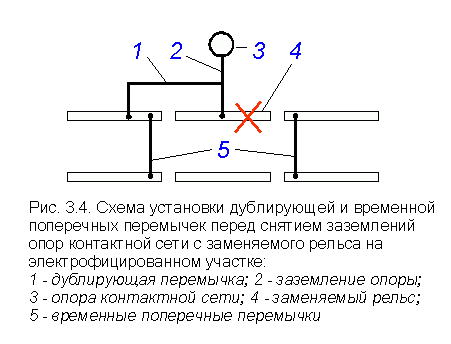 1 2 3 4
5
Рис. 3.4. Схема установки дублирующей и временной
поперечных перемычек перед снятием заземлений
опор контактной сети с заменяемого рельса на
электрофицированном участке:
1 - дублирующая перемычка; 2 - заземление опоры;
3 - опора контактной сети; 4 - заменяемый рельс;
5 - временные поперечные перемычки